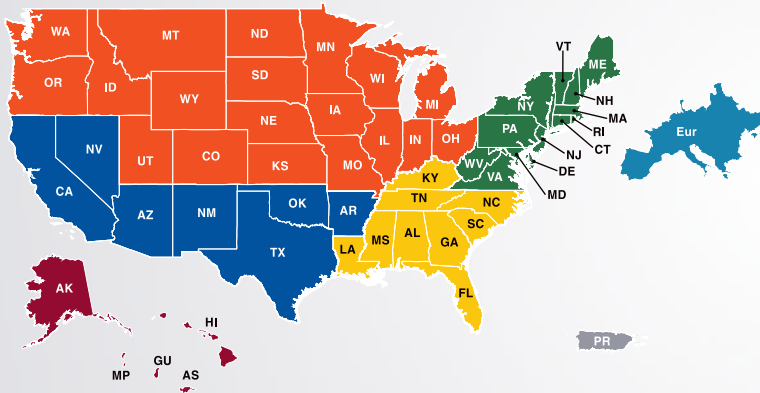 WA
MT
ND
MN
VT
ME
OR
ID
SD
WI
MI
NY
NH
WY
IA
MA
Eur
NE
PA
RI
NV
UT
CO
IL
IN
OH
CT
KS
MO
NJ
WV
DE
KY
VA
CA
MD
TN
OK
NC
AZ
NM
AR
SC
MS
AL
GA
LA
TX
AK
FL
HI
PR
GU
MP
AS